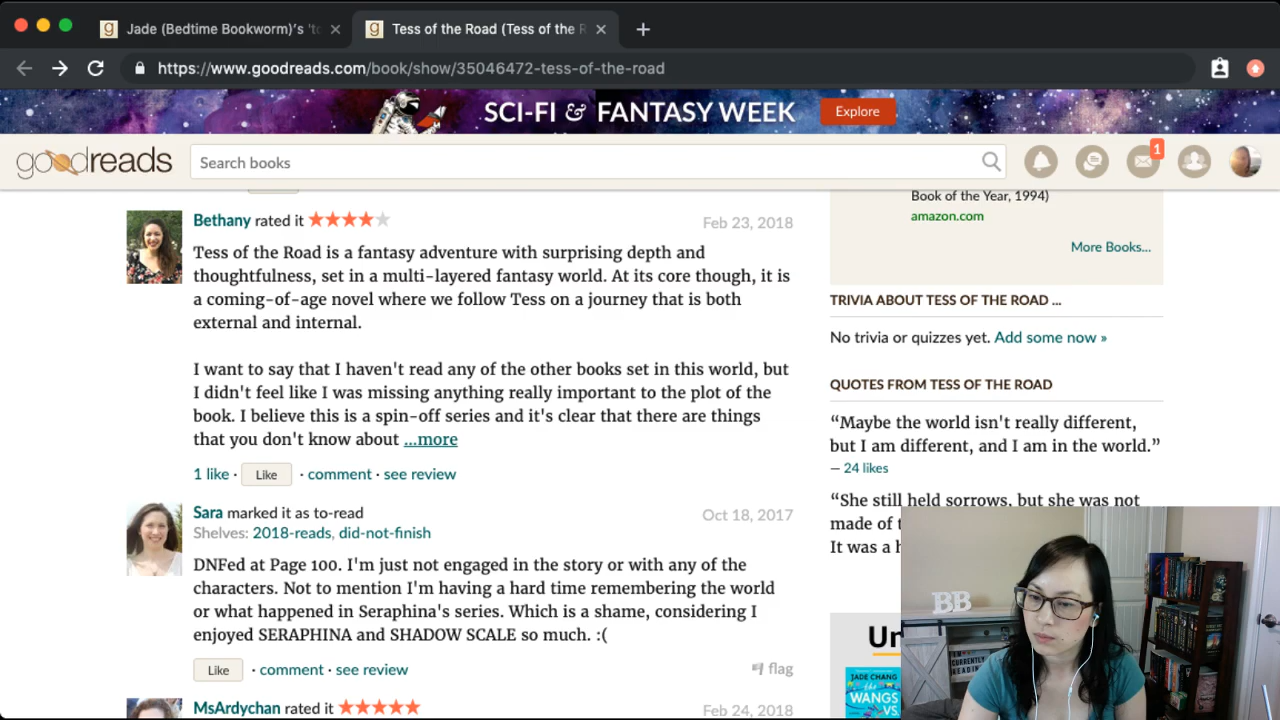 Jade (Bedtime Bookworm)'s 'to
Tess of the Road (Tess of the R
https://www.goodreads.com/book/show/35046472-tess-of-the-road
SCI-FI & FANTASY WEEK
Explore
goodreads
Search books
1
Bethany rated it
Feb 23, 2018
Tess of the Road is a fantasy adventure with surprising depth and
thoughtfulness, set in a multi-layered fantasy world. At its core though, it is
a coming-of-age novel where we follow Tess on a journey that is both
external and internal.
I want to say that I haven't read any of the other books set in this world, but
I didn't feel like I was missing anything really important to the plot of the
book. I believe this is a spin-off series and it's clear that there are things
that you don't know about ...more
1 like · Like · comment · see review
Sara marked it as to-read
Oct 18, 2017
Shelves: 2018-reads, did-not-finish
DNFed at Page 100. I'm just not engaged in the story or with any of the
characters. Not to mention I'm having a hard time remembering the world
or what happened in Seraphina's series. Which is a shame, considering I
enjoyed SERAPHINA and SHADOW SCALE so much. :(
Like · comment · see review
flag
MsArdychan rated it
Feb 24, 2018
Book of the Year, 1994)
amazon.com
More Books...
TRIVIA ABOUT TESS OF THE ROAD ...
No trivia or quizzes yet. Add some now »
QUOTES FROM TESS OF THE ROAD
“Maybe the world isn't really different,
but I am different, and I am in the world.”
— 24 likes
“She still held sorrows, but she was not
made of t
It was a h
Un
JADE CHANG
the
WANGS
VS
BB
I AM
CURRENTLY
READING